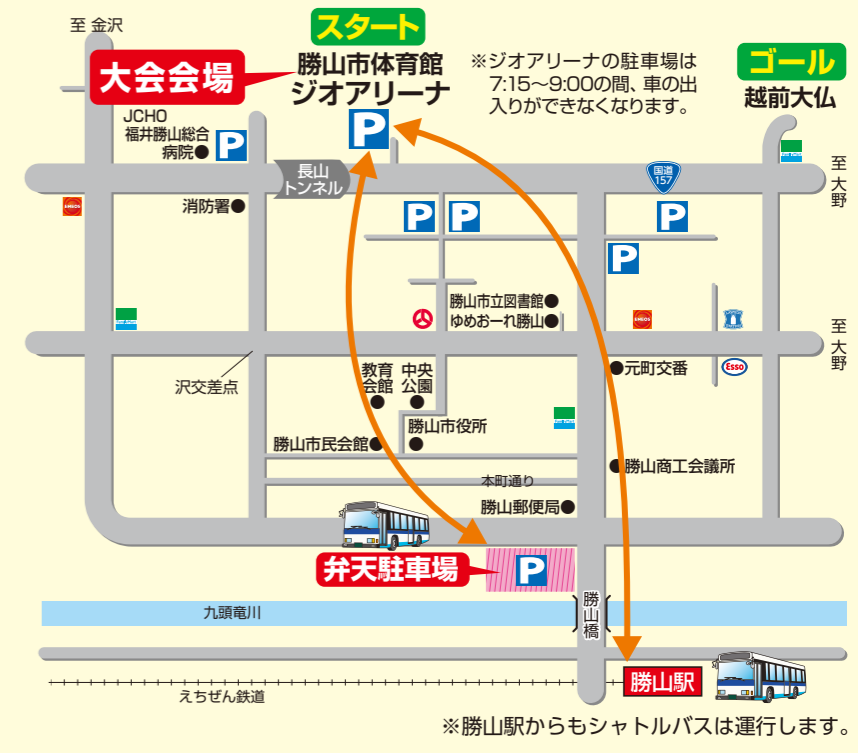 至 金沢
スタート
大会会場
勝山市体育館
ジオアリーナ
※ジオアリーナの駐車場は
7:15～9:00の間、車の出
入りができなくなります。
ゴール
越前大仏
JCHO
福井勝山総合
病院●
P
P
長山
トンネル
国道
157
至大野
ENEOS
消防署●
P
P
P
P
勝山市立図書館●
ゆめおーれ勝山●
ENEOS
至大野
沢交差点
教育
会館
中央
公園
●元町交番
Esso
勝山市役所
勝山市民会館●
●勝山商工会議所
本町通り
勝山郵便局●
弁天駐車場
P
九頭竜川
勝山橋
勝山駅
えちぜん鉄道
※勝山駅からもシャトルバスは運行します。